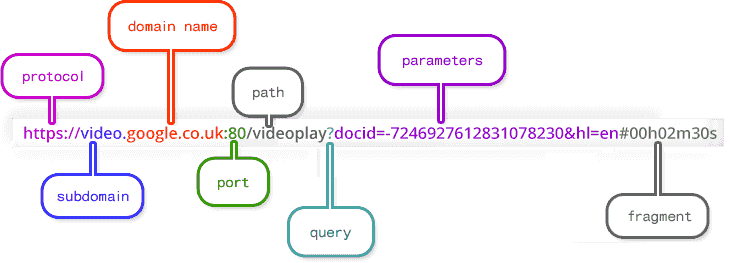 domain name
protocol
parameters
path
https://video.google.co.uk:80/videoplay?docid=-7246927612831078230&hl=en#00h02m30s
subdomain
port
query
fragment